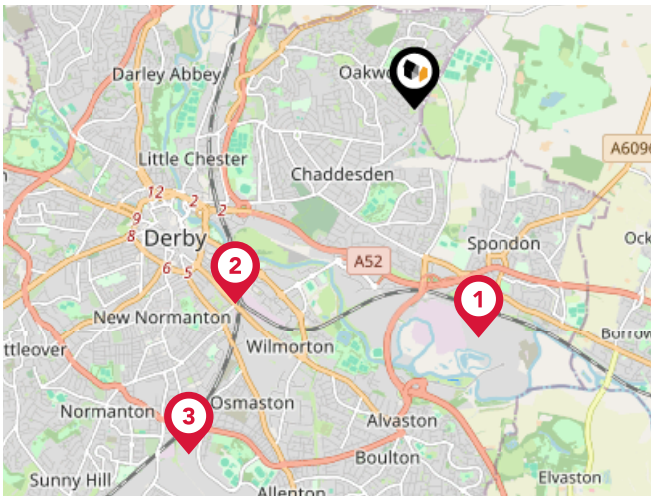 Darley Abbey
Oakwo
A6096
Little Chester
Chaddesden
12
2
2
9
8
Derby
Spondon
Ock
6
5
2
A52
1
New Normanton
Wilmorton
Borrow
ttleover
Normanton
3
Osmaston
Alvaston
Boulton
Sunny Hill
Allenton
Elvaston